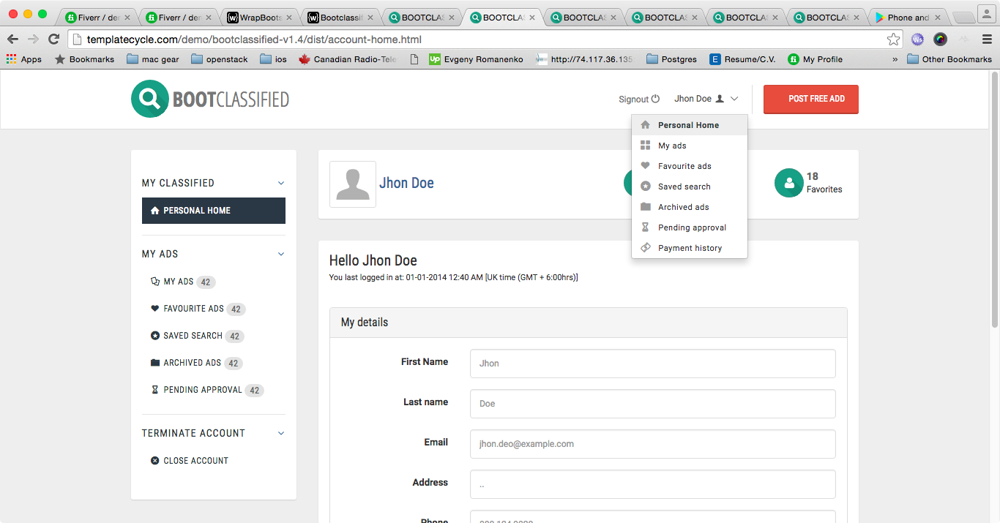 Fiverr / de
Fiverr / de
WrapBoots
Bootclassif
BOOTCLAS
BOOTCLAS
BOOTCLAS
BOOTCLAS
BOOTCLAS
BOOTCLAS
Phone and
templatecycle.com/demo/bootclassified-v1.4/dist/account-home.html
Apps Bookmarks mac gear openstack ios Canadian Radio-Tele Up Evgeny Romanenko http://74.117.36.135 Postgres E Resume/C.V. fi My Profile » Other Bookmarks
BOOTCLASSIFIED
Signout Jhon Doe POST FREE ADD
Personal Home
My ads
Favourite ads
Saved search
Archived ads
Pending approval
Payment history
MY CLASSIFIED
PERSONAL HOME
MY ADS
MY ADS 42
FAVOURITE ADS 42
SAVED SEARCH 42
ARCHIVED ADS 42
PENDING APPROVAL 42
TERMINATE ACCOUNT
CLOSE ACCOUNT
Jhon Doe
18
Favorites
Hello Jhon Doe
You last logged in at: 01-01-2014 12:40 AM [UK time (GMT + 6:00hrs)]
My details
First Name Jhon
Last name Doe
Email jhon.deo@example.com
Address ..
Phone